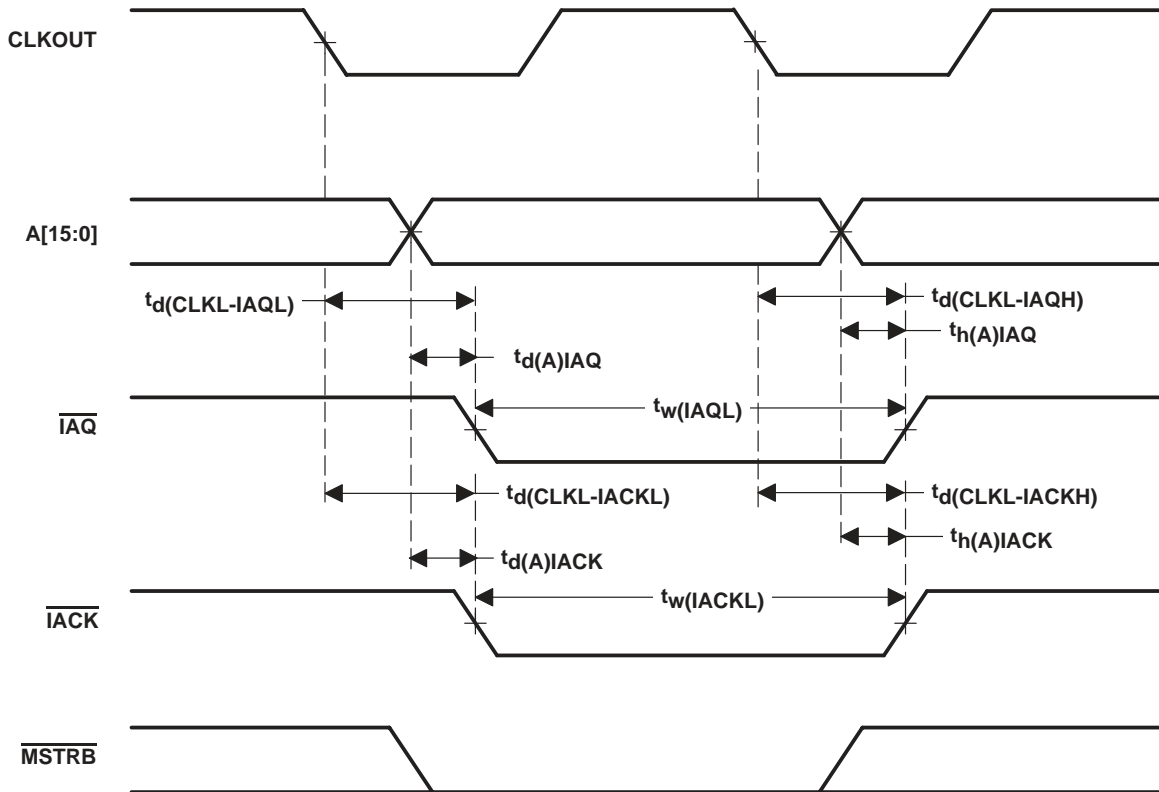 CLKOUT
A[15:0]
td(CLKL-IAQL)
td(CLKL-IAQH)
th(A)IAQ
td(A)IAQ
IAQ
tw(IAQL)
td(CLKL-IACKL)
td(CLKL-IACKH)
th(A)IACK
td(A)IACK
IACK
tw(IACKL)
MSTRB